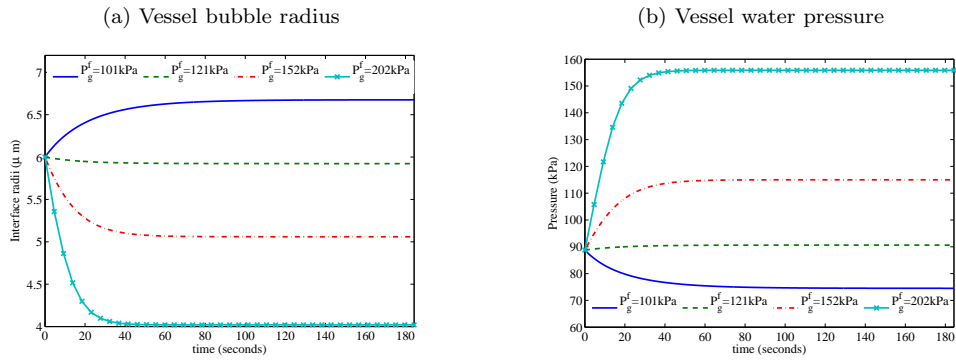 (a) Vessel bubble radius
P_g^f=101kPa P_g^f=121kPa P_g^f=152kPa P_g^f=202kPa
7
6.5
6
5.5
5
4.5
4
Interface radii (μ m)
0 20 40 60 80 100 120 140 160 180
time (seconds)
(b) Vessel water pressure
160
150
140
130
120
110
100
90
80
70
60
Pressure (kPa)
P_g^f=101kPa P_g^f=121kPa P_g^f=152kPa P_g^f=202kPa
0 20 40 60 80 100 120 140 160 180
time (seconds)